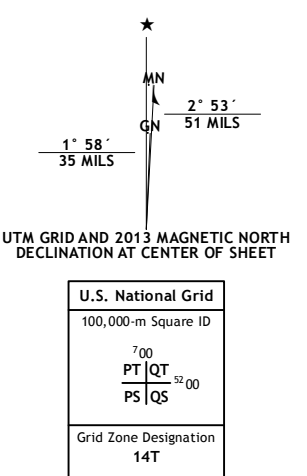 ★
MN
GN
2° 53´
51 MILS
1° 58´
35 MILS
UTM GRID AND 2013 MAGNETIC NORTH
DECLINATION AT CENTER OF SHEET
U.S. National Grid
100,000-m Square ID
⁷00
PT QT
⁵²00
PS QS
Grid Zone Designation
14T